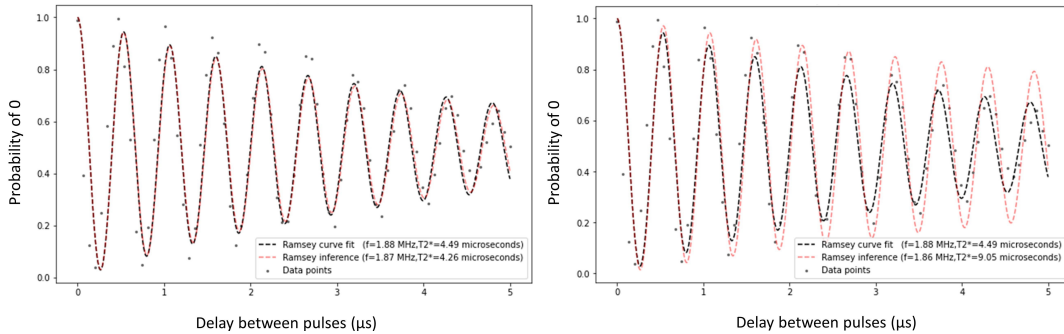 1.0
0.8
0.6
0.4
0.2
0.0
Probability of 0
0 1 2 3 4 5
Delay between pulses (μs)
Ramsey curve fit (f=1.88 MHz,T2*=4.49 microseconds)
Ramsey inference (f=1.87 MHz,T2*=4.26 microseconds)
Data points
1.0
0.8
0.6
0.4
0.2
0.0
Probability of 0
0 1 2 3 4 5
Delay between pulses (μs)
Ramsey curve fit (f=1.88 MHz,T2*=4.49 microseconds)
Ramsey inference (f=1.86 MHz,T2*=9.05 microseconds)
Data points